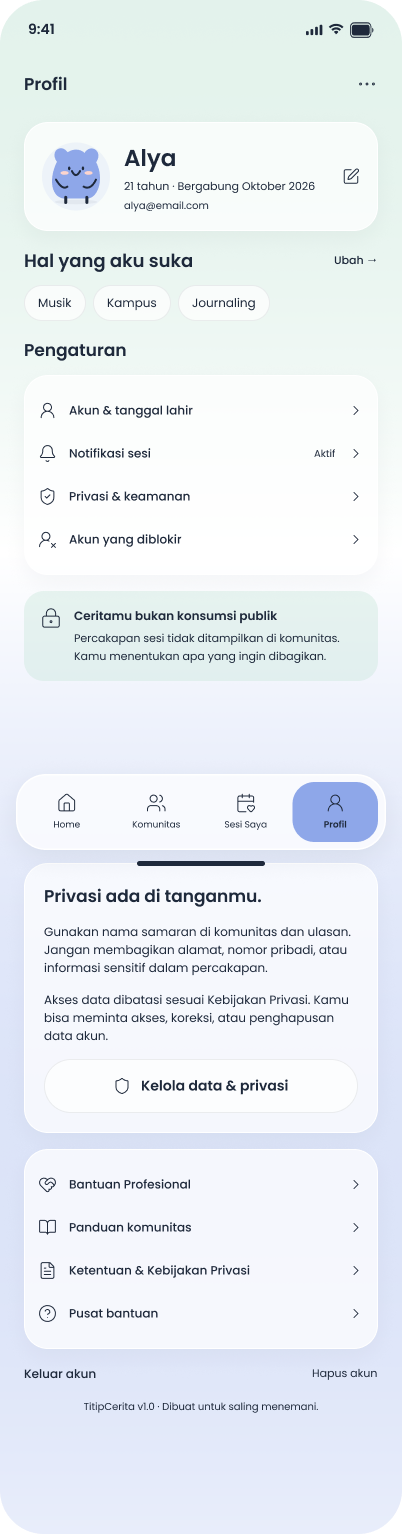 9:41
Profil
Alya
21 tahun · Bergabung Oktober 2026
alya@email.com
Hal yang aku suka
Ubah →
Musik
Kampus
Journaling
Pengaturan
Akun & tanggal lahir
Notifikasi sesi
Aktif
Privasi & keamanan
Akun yang diblokir
Ceritamu bukan konsumsi publik
Percakapan sesi tidak ditampilkan di komunitas.
Kamu menentukan apa yang ingin dibagikan.
Home
Komunitas
Sesi Saya
Profil
Privasi ada di tanganmu.
Gunakan nama samaran di komunitas dan ulasan.
Jangan membagikan alamat, nomor pribadi, atau
informasi sensitif dalam percakapan.
Akses data dibatasi sesuai Kebijakan Privasi. Kamu
bisa meminta akses, koreksi, atau penghapusan
data akun.
Kelola data & privasi
Bantuan Profesional
Panduan komunitas
Ketentuan & Kebijakan Privasi
Pusat bantuan
Keluar akun
Hapus akun
TitipCerita v1.0 · Dibuat untuk saling menemani.